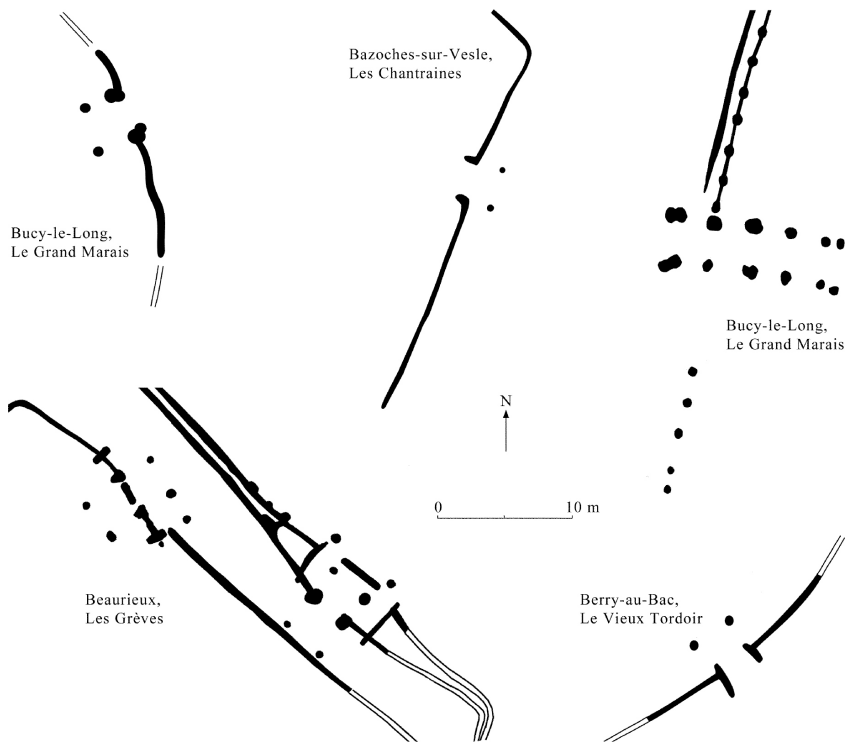 Bazoches-sur-Vesle,
Les Chantraines
Bucy-le-Long,
Le Grand Marais
Bucy-le-Long,
Le Grand Marais
N
0 10 m
Beaurieux,
Les Grèves
Berry-au-Bac,
Le Vieux Tordoir